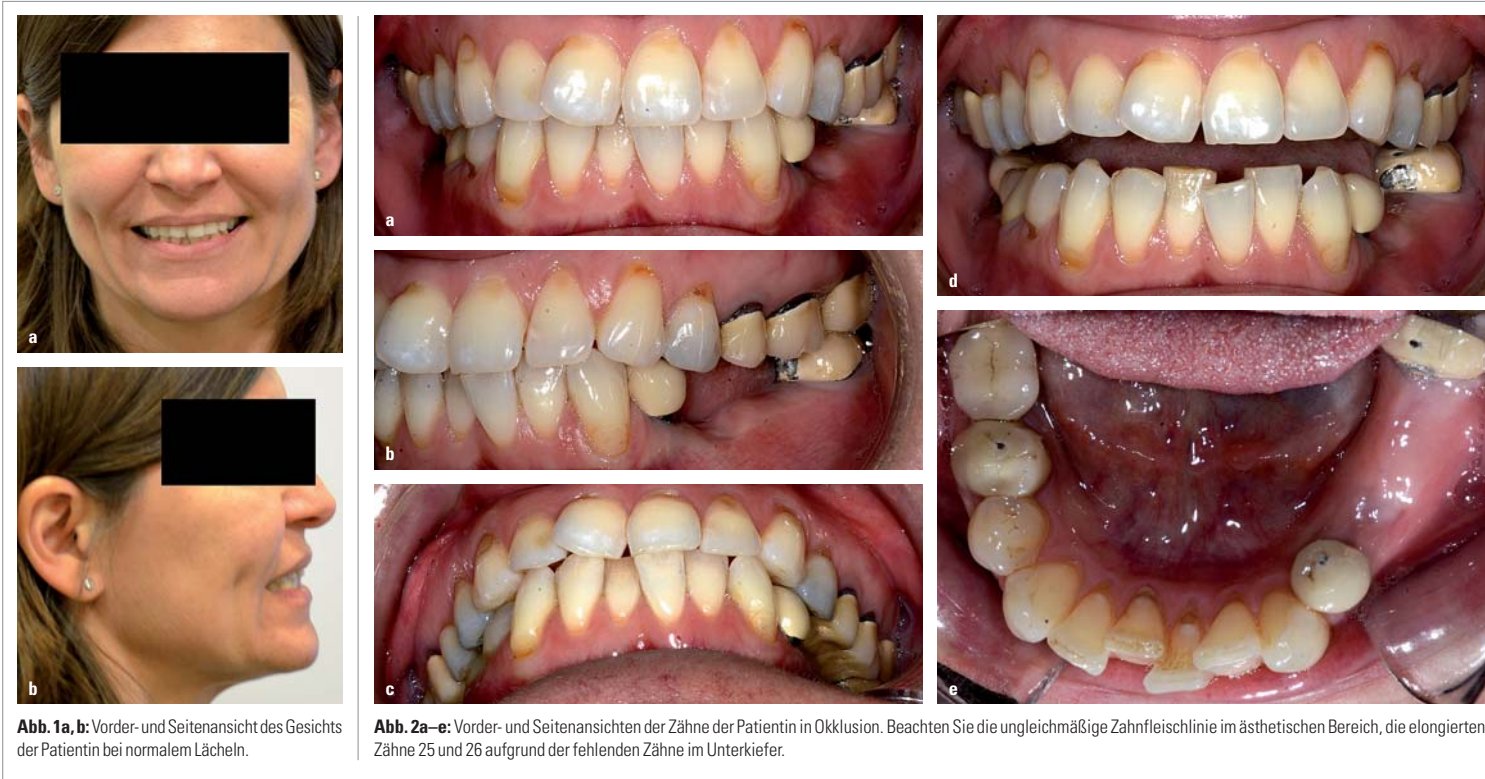 a
b
a
b
c
d
e
Abb. 1a, b: Vorder- und Seitenansicht des Gesichts
der Patientin bei normalem Lächeln.
Abb. 2a–e: Vorder- und Seitenansichten der Zähne der Patientin in Okklusion. Beachten Sie die ungleichmäßige Zahnfleischlinie im ästhetischen Bereich, die elongierten
Zähne 25 und 26 aufgrund der fehlenden Zähne im Unterkiefer.